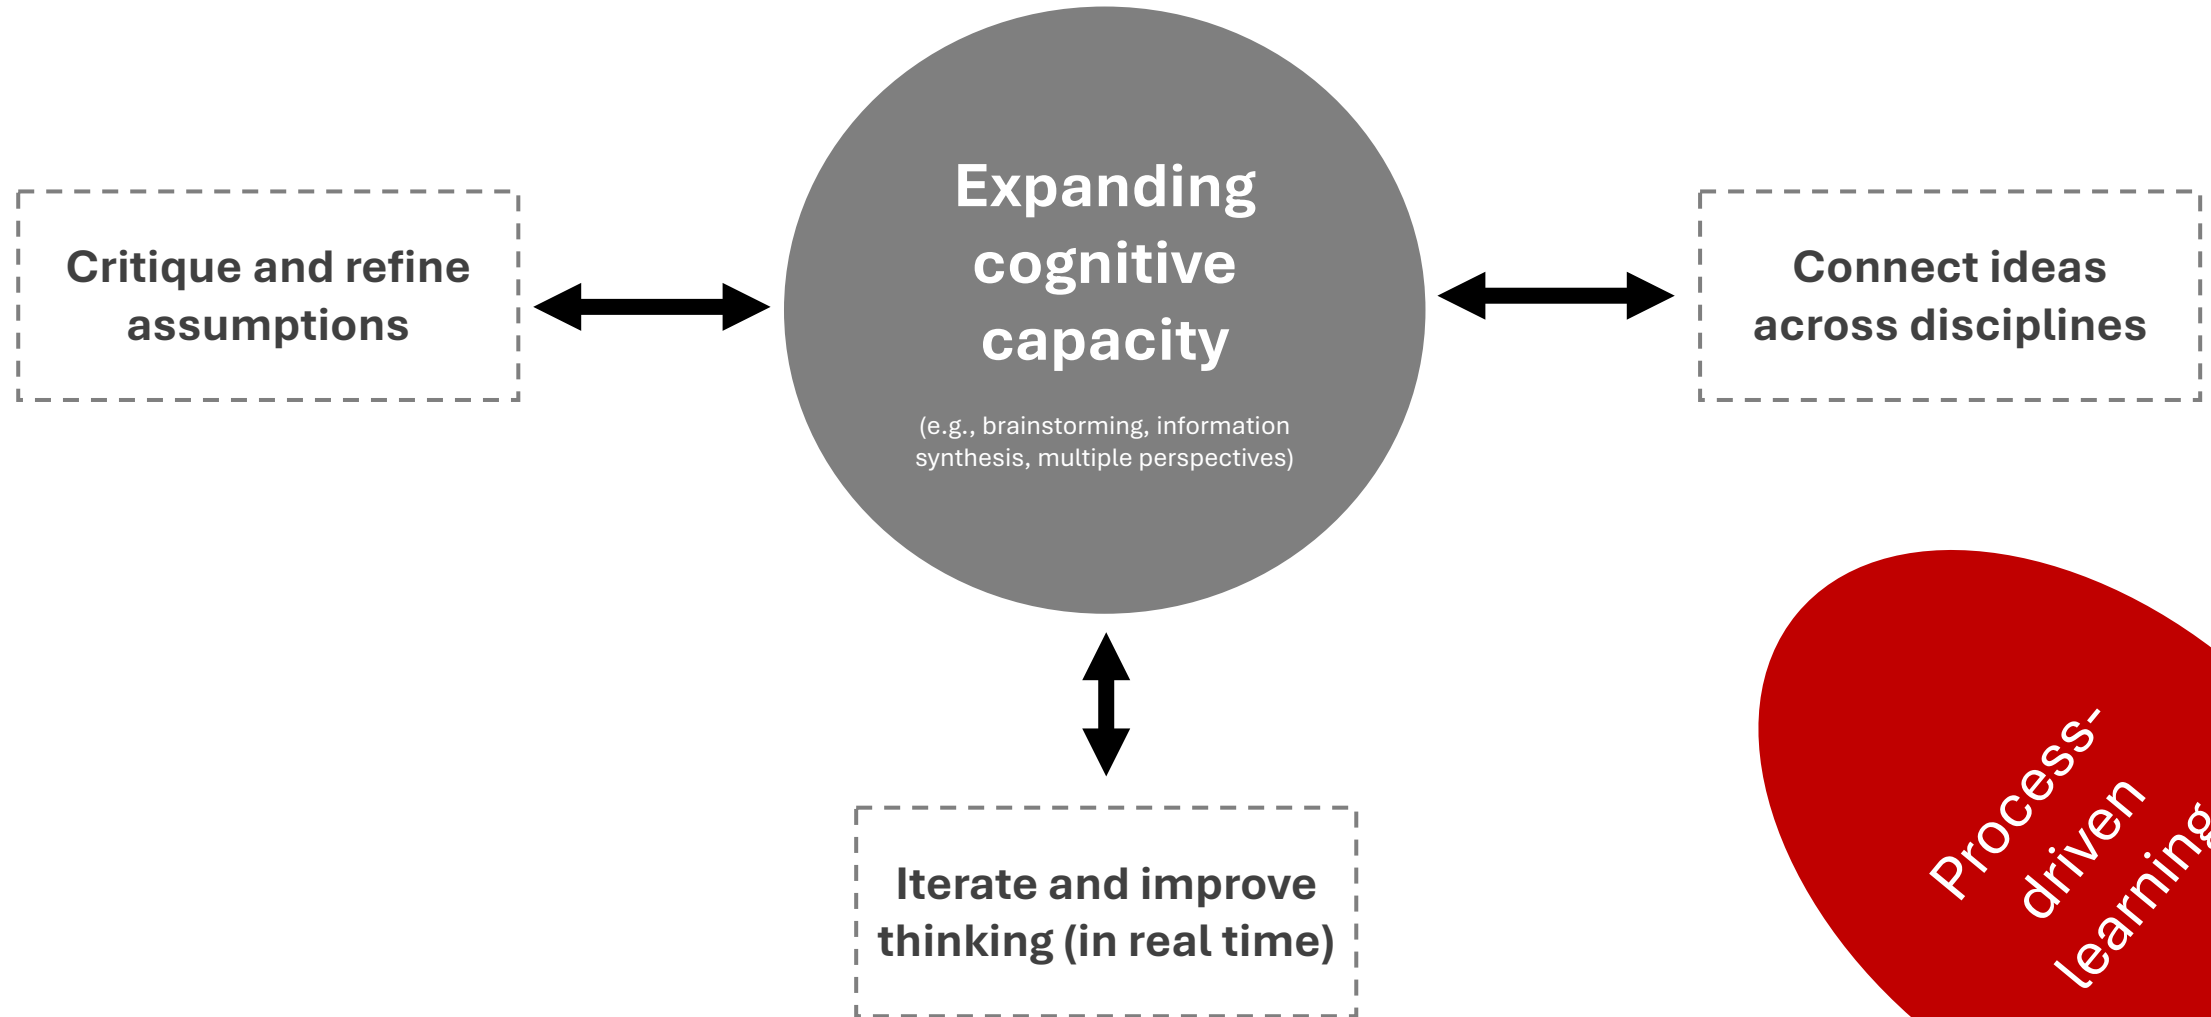 Expanding
cognitive
capacity
(e.g., brainstorming, information
synthesis, multiple perspectives)
Critique and refine
assumptions
Connect ideas
across disciplines
Iterate and improve
thinking (in real time)
Process-
driven
learning